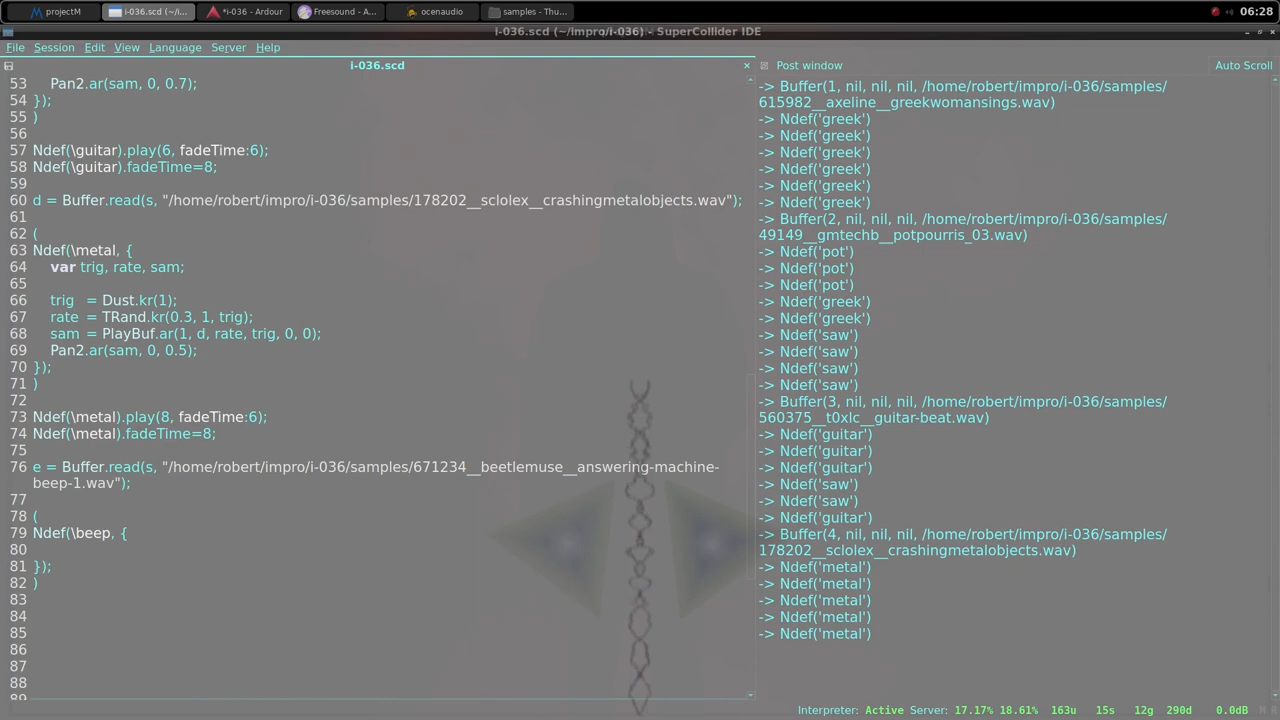 projectM
i-036.scd (~/i...
*i-036 - Ardour
Freesound - A...
ocenaudio
samples - Thu...
06:28
i-036.scd (~/impro/i-036) - SuperCollider IDE
File Session Edit View Language Server Help
i-036.scd
53 Pan2.ar(sam, 0, 0.7);
54 });
55 )
56
57 Ndef(\guitar).play(6, fadeTime:6);
58 Ndef(\guitar).fadeTime=8;
59
60 d = Buffer.read(s, "/home/robert/impro/i-036/samples/178202__sclolex__crashingmetalobjects.wav");
61
62 (
63 Ndef(\metal, {
64 var trig, rate, sam;
65
66 trig = Dust.kr(1);
67 rate = TRand.kr(0.3, 1, trig);
68 sam = PlayBuf.ar(1, d, rate, trig, 0, 0);
69 Pan2.ar(sam, 0, 0.5);
70 });
71 )
72
73 Ndef(\metal).play(8, fadeTime:6);
74 Ndef(\metal).fadeTime=8;
75
76 e = Buffer.read(s, "/home/robert/impro/i-036/samples/671234__beetlemuse__answering-machine-
beep-1.wav");
77
78 (
79 Ndef(\beep, {
80
81 });
82 )
83
84
85
86
87
88
89
Post window
Auto Scroll
-> Buffer(1, nil, nil, nil, /home/robert/impro/i-036/samples/
615982__axeline__greekwomansings.wav)
-> Ndef('greek')
-> Ndef('greek')
-> Ndef('greek')
-> Ndef('greek')
-> Ndef('greek')
-> Ndef('greek')
-> Buffer(2, nil, nil, nil, /home/robert/impro/i-036/samples/
49149__gmtechb__potpourris_03.wav)
-> Ndef('pot')
-> Ndef('pot')
-> Ndef('pot')
-> Ndef('greek')
-> Ndef('greek')
-> Ndef('saw')
-> Ndef('saw')
-> Ndef('saw')
-> Ndef('saw')
-> Buffer(3, nil, nil, nil, /home/robert/impro/i-036/samples/
560375__t0xlc__guitar-beat.wav)
-> Ndef('guitar')
-> Ndef('guitar')
-> Ndef('guitar')
-> Ndef('saw')
-> Ndef('saw')
-> Ndef('guitar')
-> Buffer(4, nil, nil, nil, /home/robert/impro/i-036/samples/
178202__sclolex__crashingmetalobjects.wav)
-> Ndef('metal')
-> Ndef('metal')
-> Ndef('metal')
-> Ndef('metal')
-> Ndef('metal')
Interpreter: Active Server: 17.17% 18.61% 163u 15s 12g 290d 0.0dB